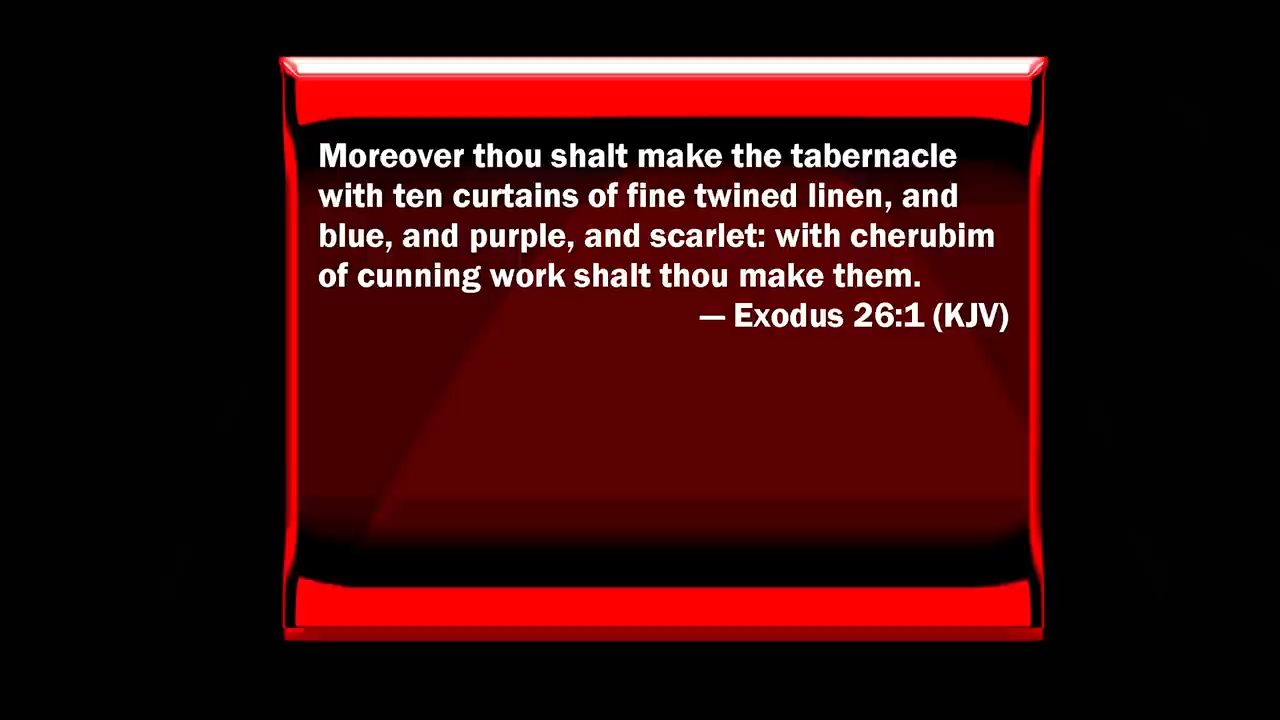 Moreover thou shalt make the tabernacle
with ten curtains of fine twined linen, and
blue, and purple, and scarlet: with cherubim
of cunning work shalt thou make them.
— Exodus 26:1 (KJV)